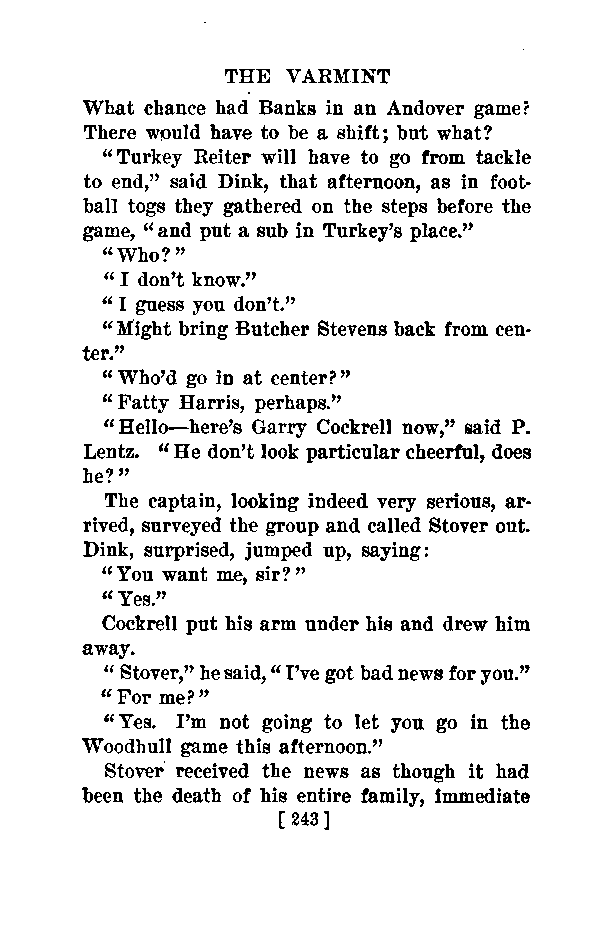 THE VARMINT
What chance had Banks in an Andover game?
There would have to be a shift; but what?
"Turkey Reiter will have to go from tackle
to end," said Dink, that afternoon, as in foot-
ball togs they gathered on the steps before the
game, "and put a sub in Turkey's place."
"Who?"
"I don't know."
"I guess you don't."
"Might bring Butcher Stevens back from cen-
ter."
"Who'd go in at center?"
"Fatty Harris, perhaps."
"Hello—here's Garry Cockrell now," said P.
Lentz. "He don't look particular cheerful, does
he?"
The captain, looking indeed very serious, ar-
rived, surveyed the group and called Stover out.
Dink, surprised, jumped up, saying:
"You want me, sir?"
"Yes."
Cockrell put his arm under his and drew him
away.
"Stover," he said, "I've got bad news for you."
"For me?"
"Yes. I'm not going to let you go in the
Woodhull game this afternoon."
Stover received the news as though it had
been the death of his entire family, immediate
[ 243 ]